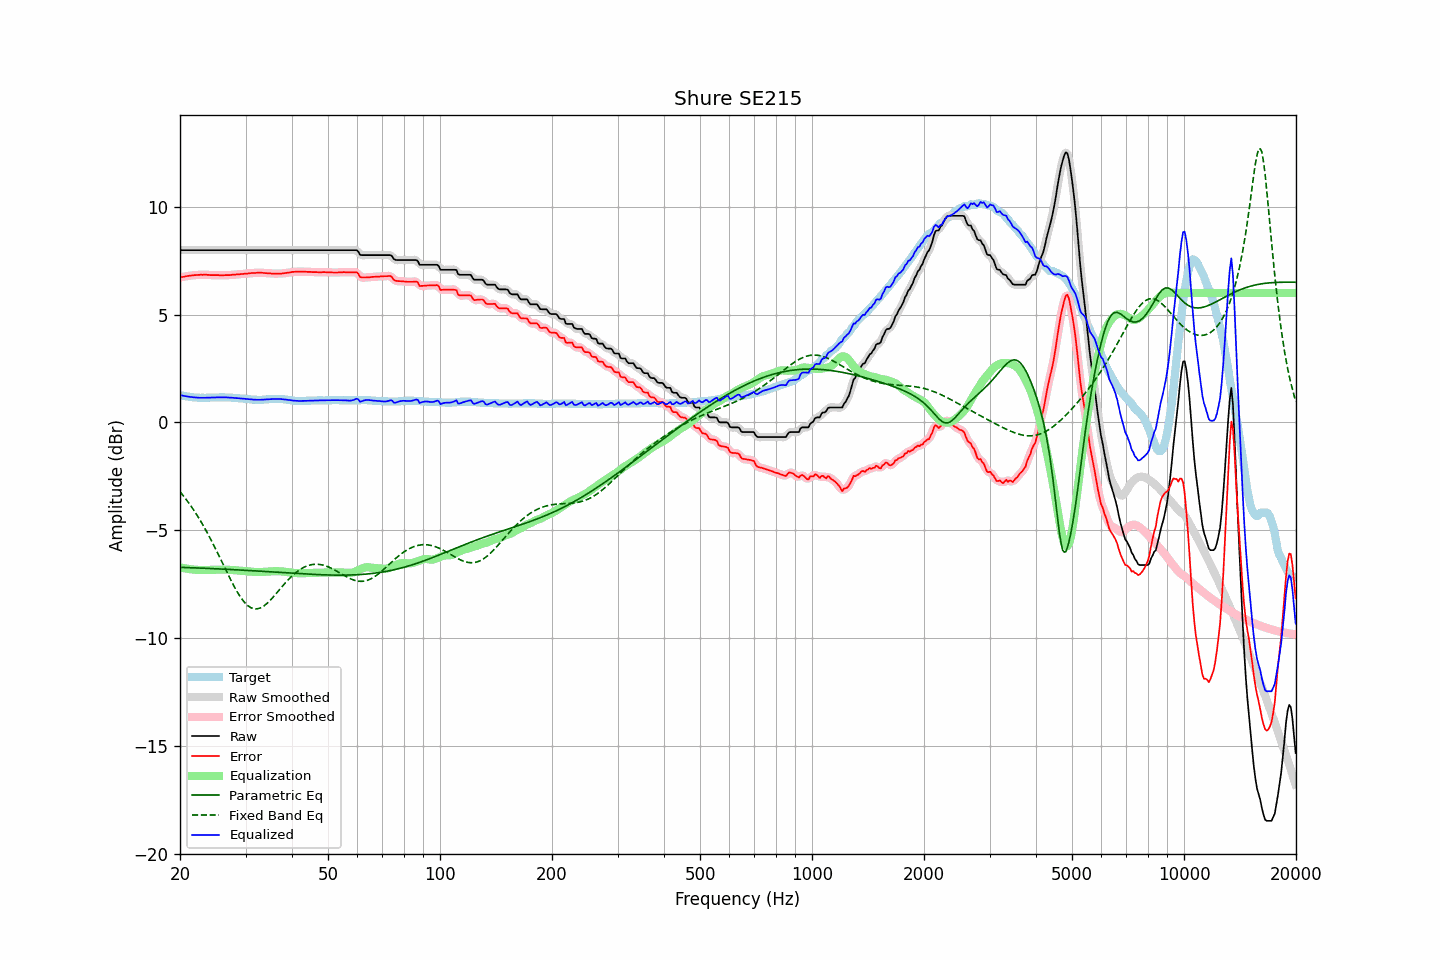 Shure SE215
Amplitude (dBr)
10
5
0
−5
−10
−15
−20
Target
Raw Smoothed
Error Smoothed
Raw
Error
Equalization
Parametric Eq
Fixed Band Eq
Equalized
20 50 100 200 500 1000 2000 5000 10000 20000
Frequency (Hz)